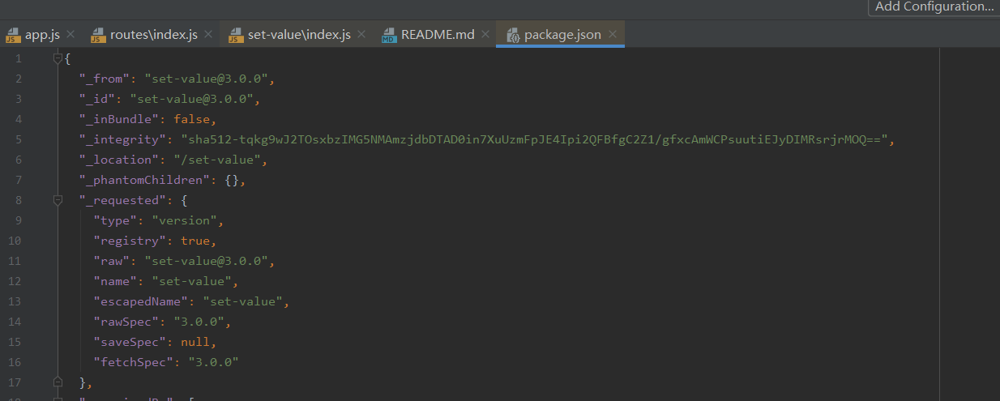 Add Configuration...
app.js routes\index.js set-value\index.js README.md package.json
1 {
2 "_from": "set-value@3.0.0",
3 "_id": "set-value@3.0.0",
4 "_inBundle": false,
5 "_integrity": "sha512-tqkg9wJ2TOsxbzIMG5NMAmzjdbDTAD0in7XuUzmFpJE4Ipi2QFBfgC2Z1/gfxcAmWCPsuutiEJyDIMRsrjrMOQ==",
6 "_location": "/set-value",
7 "_phantomChildren": {},
8 "_requested": {
9 "type": "version",
10 "registry": true,
11 "raw": "set-value@3.0.0",
12 "name": "set-value",
13 "escapedName": "set-value",
14 "rawSpec": "3.0.0",
15 "saveSpec": null,
16 "fetchSpec": "3.0.0"
17 },